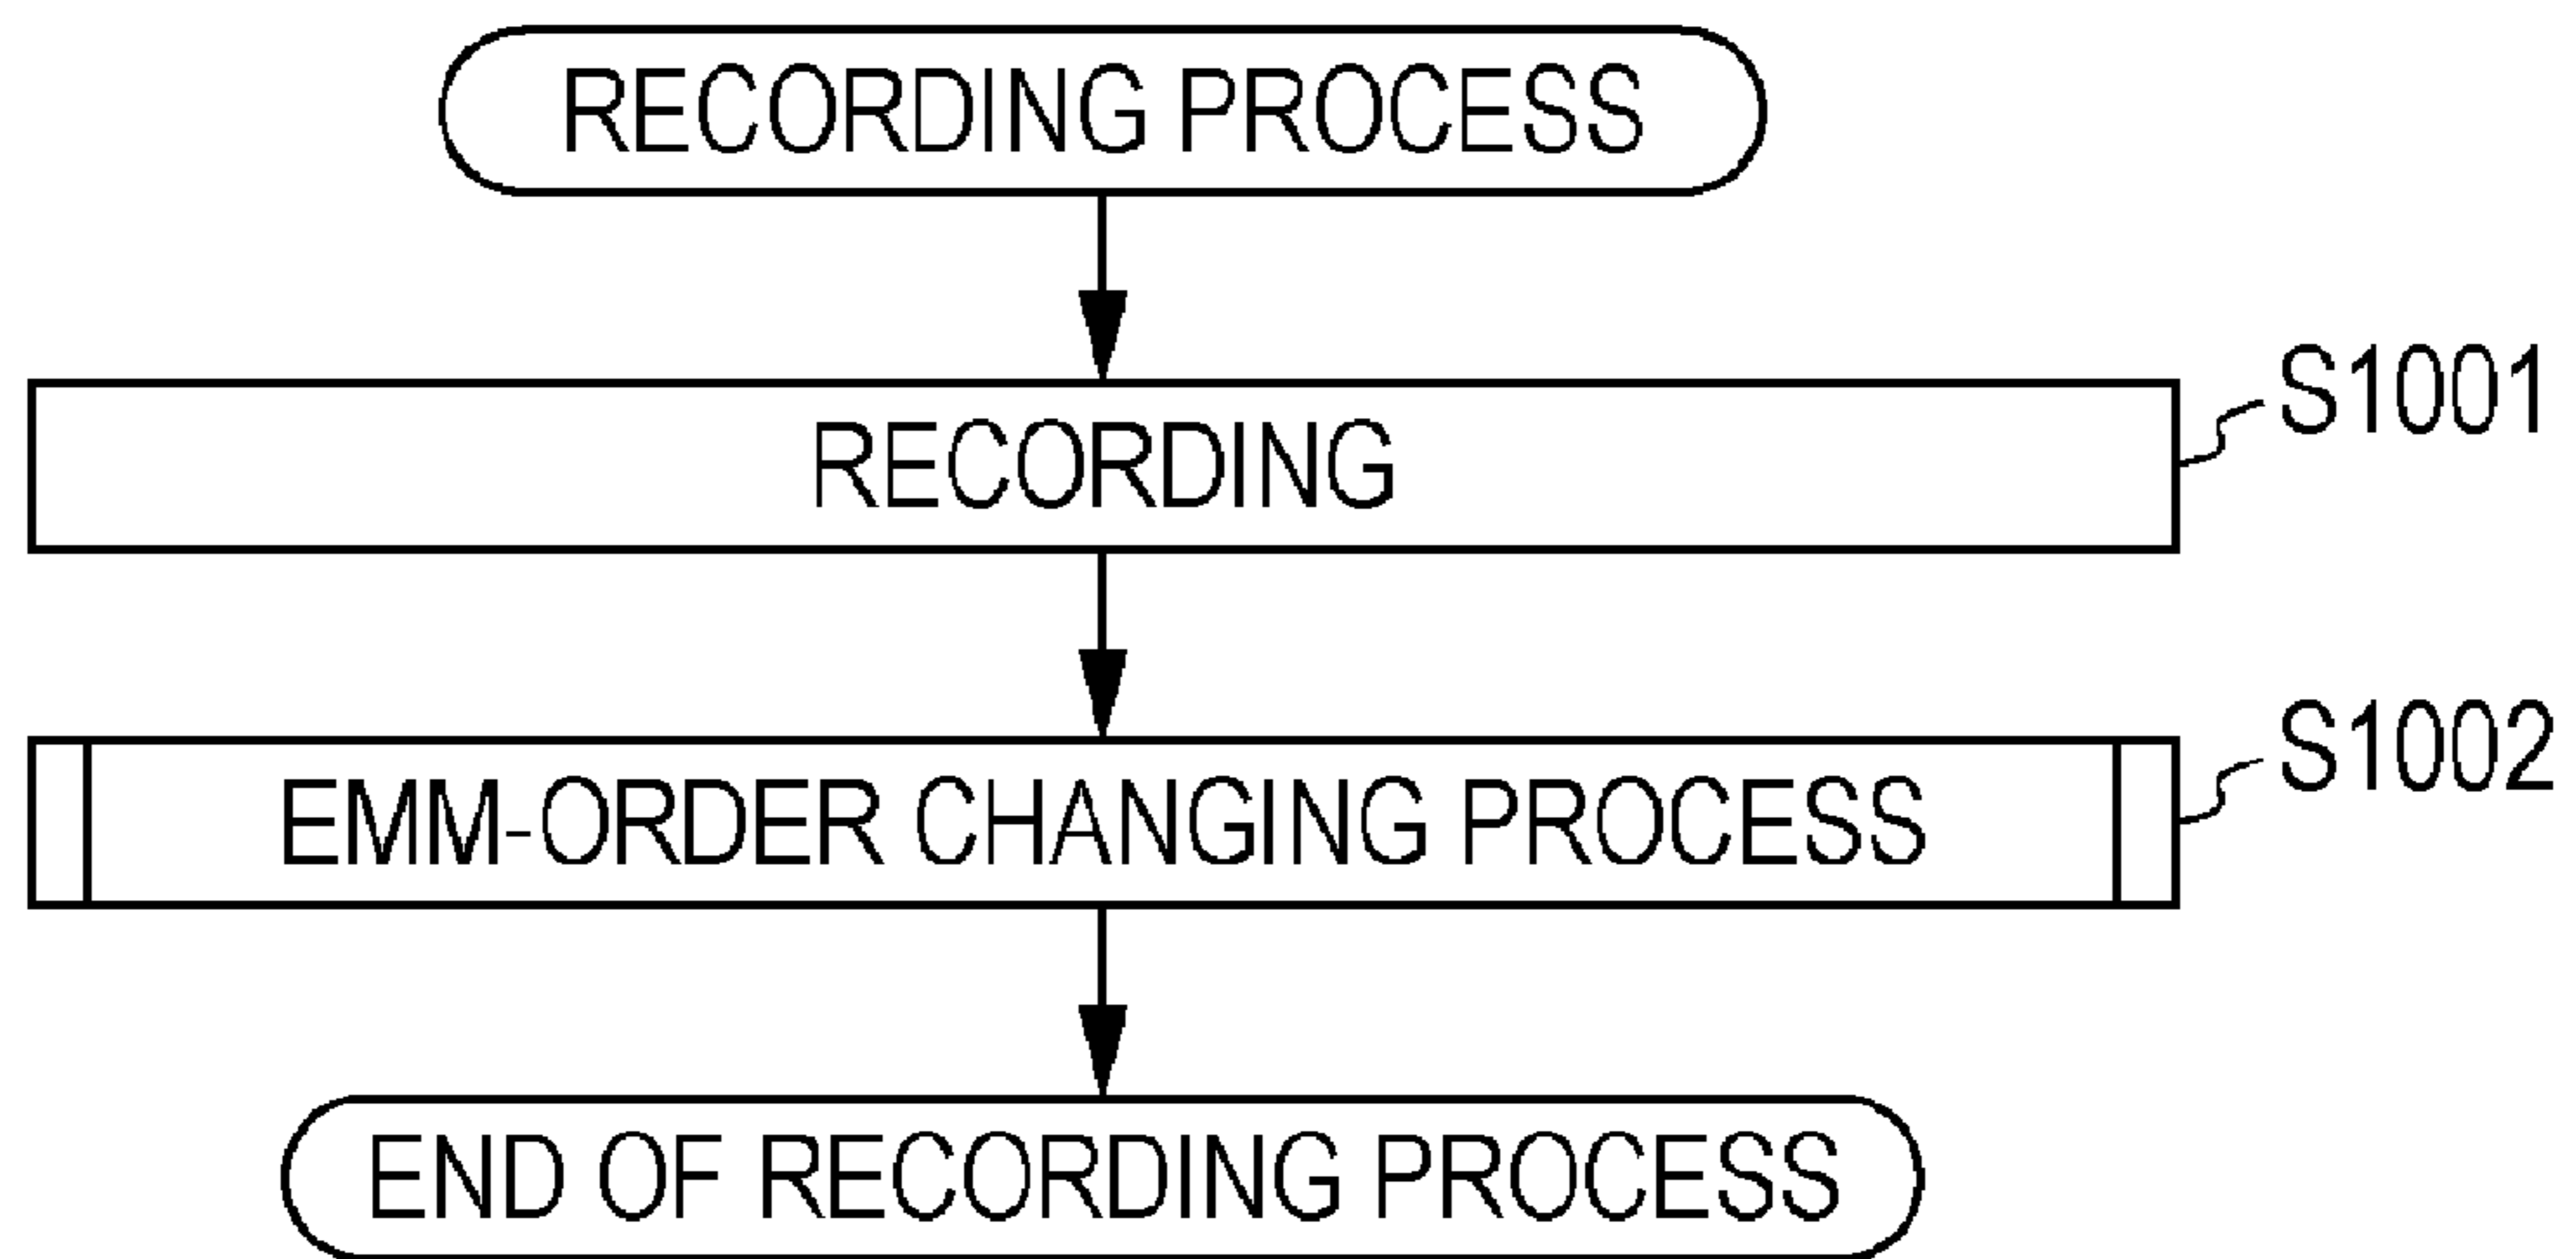 RECORDING PROCESS
RECORDING
S1001
EMM-ORDER CHANGING PROCESS
S1002
END OF RECORDING PROCESS